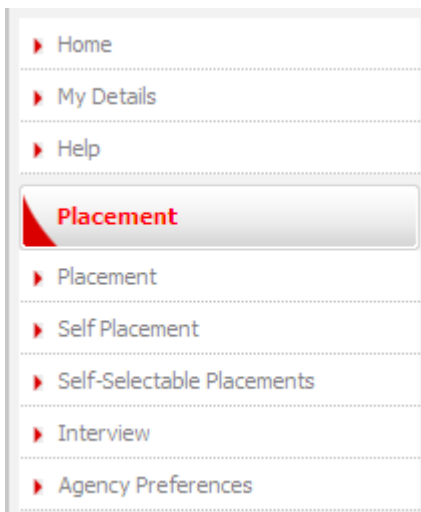 Home
My Details
Help
Placement
Placement
Self Placement
Self-Selectable Placements
Interview
Agency Preferences